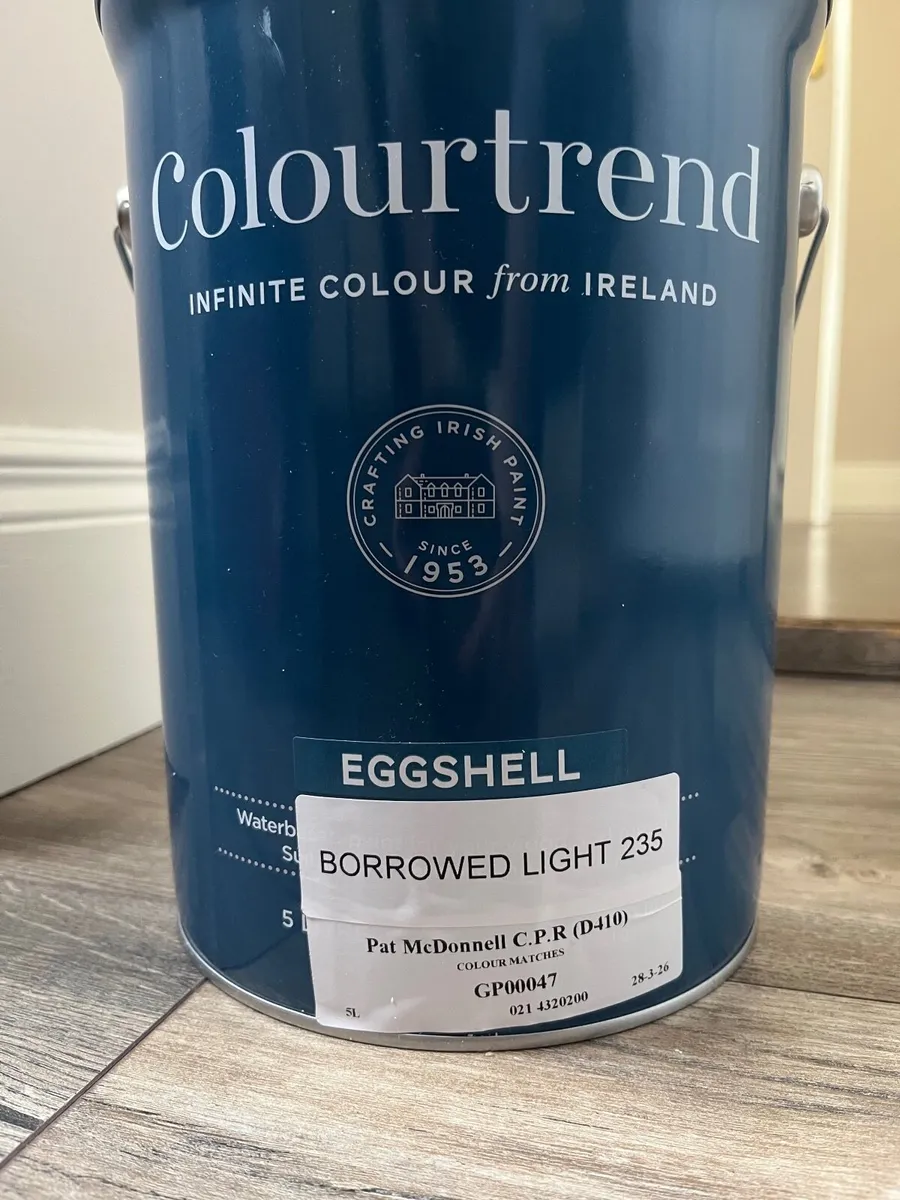 Colourtrend
INFINITE COLOUR from IRELAND
CRAFTING IRISH PAINT
SINCE
1953
EGGSHELL
BORROWED LIGHT 235
Pat McDonnell C.P.R (D410)
COLOUR MATCHES
GP00047
28-3-26
5L
021 4320200
5